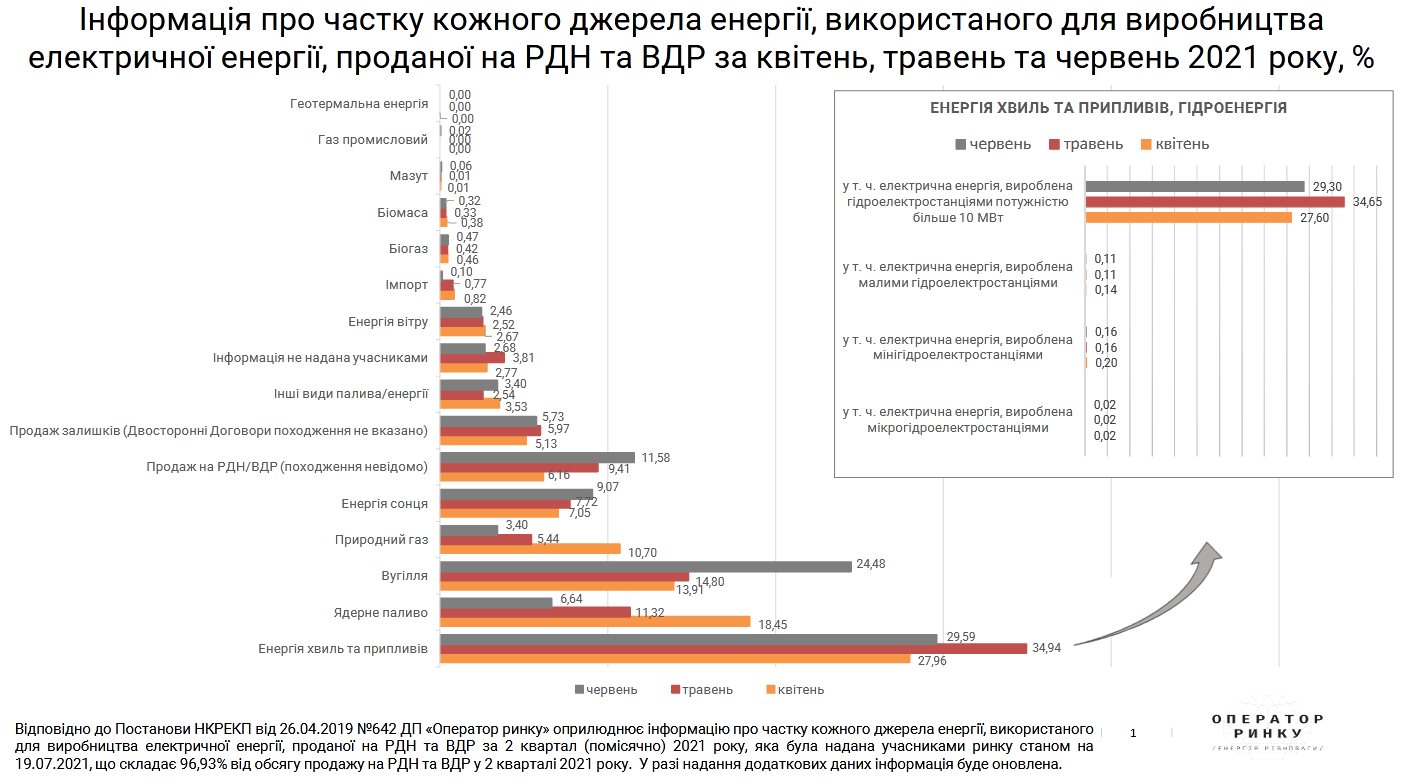 Інформація про частку кожного джерела енергії, використаного для виробництва
електричної енергії, проданої на РДН та ВДР за квітень, травень та червень 2021 року, %
Геотермальна енергія
0,00
0,00
0,00
Газ промисловий
0,02
0,00
0,00
Мазут
0,06
0,01
0,01
Біомаса
0,32
0,33
0,38
Біогаз
0,47
0,42
0,46
Імпорт
0,10
0,77
0,82
Енергія вітру
2,46
2,52
2,67
Інформація не надана учасниками
2,68
3,81
2,77
Інші види палива/енергії
3,40
2,54
3,53
Продаж залишків (Двосторонні Договори походження не вказано)
5,73
5,97
5,13
Продаж на РДН/ВДР (походження невідомо)
11,58
9,41
6,16
Енергія сонця
9,07
7,72
7,05
Природний газ
3,40
5,44
10,70
Вугілля
24,48
14,80
13,91
Ядерне паливо
6,64
11,32
18,45
Енергія хвиль та припливів
29,59
34,94
27,96
червень травень квітень
ЕНЕРГІЯ ХВИЛЬ ТА ПРИПЛИВІВ, ГІДРОЕНЕРГІЯ
червень травень квітень
у т. ч. електрична енергія, вироблена
гідроелектростанціями потужністю
більше 10 МВт
29,30
34,65
27,60
у т. ч. електрична енергія, вироблена
малими гідроелектростанціями
0,11
0,11
0,14
у т. ч. електрична енергія, вироблена
мінігідроелектростанціями
0,16
0,16
0,20
у т. ч. електрична енергія, вироблена
мікрогідроелектростанціями
0,02
0,02
0,02
Відповідно до Постанови НКРЕКП від 26.04.2019 №642 ДП «Оператор ринку» оприлюднює інформацію про частку кожного джерела енергії, використаного
для виробництва електричної енергії, проданої на РДН та ВДР за 2 квартал (помісячно) 2021 року, яка була надана учасниками ринку станом на
19.07.2021, що складає 96,93% від обсягу продажу на РДН та ВДР у 2 кварталі 2021 року. У разі надання додаткових даних інформація буде оновлена.
1
ОПЕРАТОР
РИНКУ
/ЕНЕРГІЯ РІВНОВАГИ/